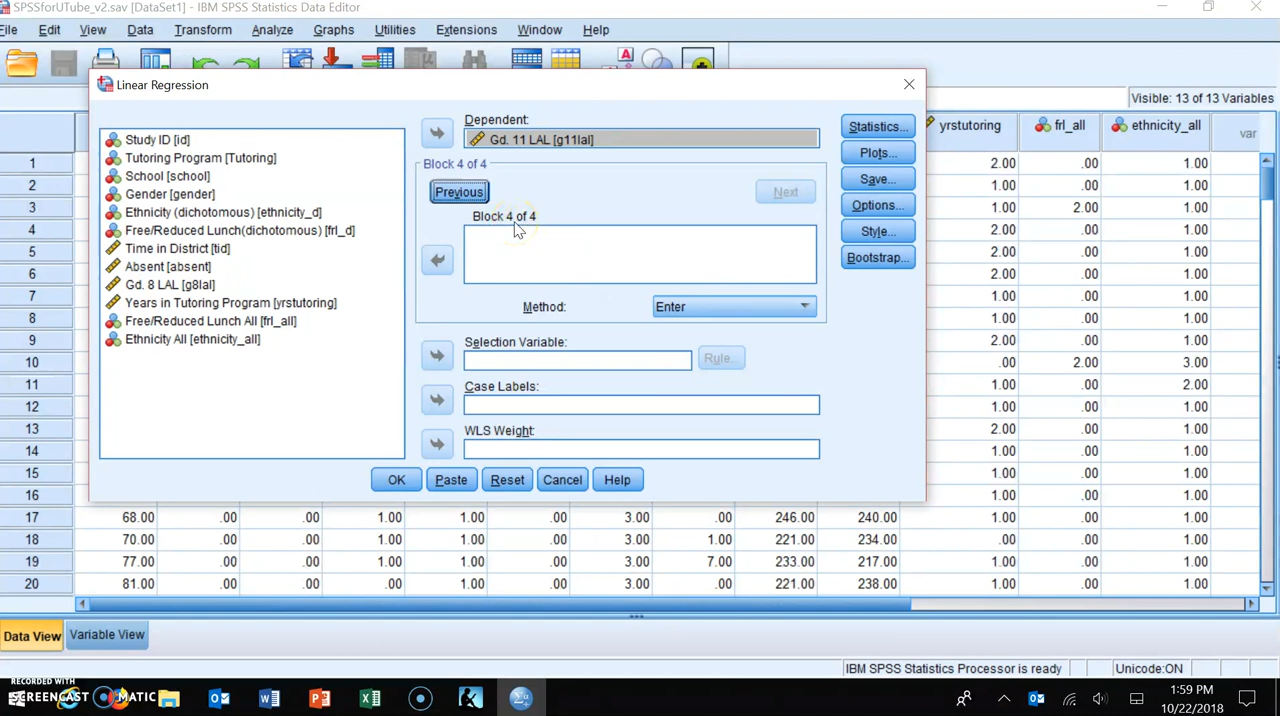 SPSSforUTube_v2.sav [DataSet1] - IBM SPSS Statistics Data Editor
File Edit View Data Transform Analyze Graphs Utilities Extensions Window Help
Visible: 13 of 13 Variables
Linear Regression
Study ID [id]
Tutoring Program [Tutoring]
School [school]
Gender [gender]
Ethnicity (dichotomous) [ethnicity_d]
Free/Reduced Lunch(dichotomous) [frl_d]
Time in District [tid]
Absent [absent]
Gd. 8 LAL [g8lal]
Years in Tutoring Program [yrstutoring]
Free/Reduced Lunch All [frl_all]
Ethnicity All [ethnicity_all]
Dependent:
Gd. 11 LAL [g11lal]
Block 4 of 4
Previous Next
Block 4 of 4
Method: Enter
Selection Variable:
Rule...
Case Labels:
WLS Weight:
OK Paste Reset Cancel Help
Statistics...
Plots...
Save...
Options...
Style...
Bootstrap...
yrstutoring frl_all ethnicity_all var
1 2.00 .00 1.00
2 1.00 .00 1.00
3 1.00 2.00 1.00
4 2.00 .00 1.00
5 2.00 .00 1.00
6 2.00 .00 1.00
7 1.00 .00 1.00
8 1.00 .00 1.00
9 2.00 .00 1.00
10 .00 2.00 3.00
11 1.00 .00 2.00
12 1.00 .00 1.00
13 2.00 .00 1.00
14 1.00 .00 1.00
15 1.00 .00 1.00
16 1.00 .00 1.00
17 68.00 .00 .00 1.00 1.00 .00 3.00 .00 246.00 240.00 1.00 .00 1.00
18 70.00 .00 .00 1.00 1.00 .00 3.00 1.00 221.00 234.00 1.00 .00 1.00
19 77.00 .00 .00 1.00 1.00 .00 3.00 7.00 233.00 217.00 1.00 .00 1.00
20 81.00 .00 .00 .00 1.00 .00 3.00 .00 221.00 238.00 1.00 .00 1.00
Data View Variable View
IBM SPSS Statistics Processor is ready Unicode:ON
SCREENCAST MATIC
1:59 PM
10/22/2018